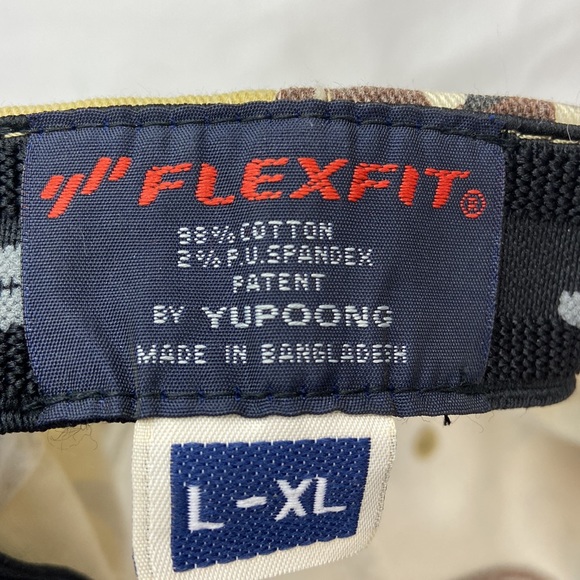 FLEXFIT®
98% COTTON
2% P.U.SPANDEX
PATENT
BY YUPOONG
MADE IN BANGLADESH
L-XL